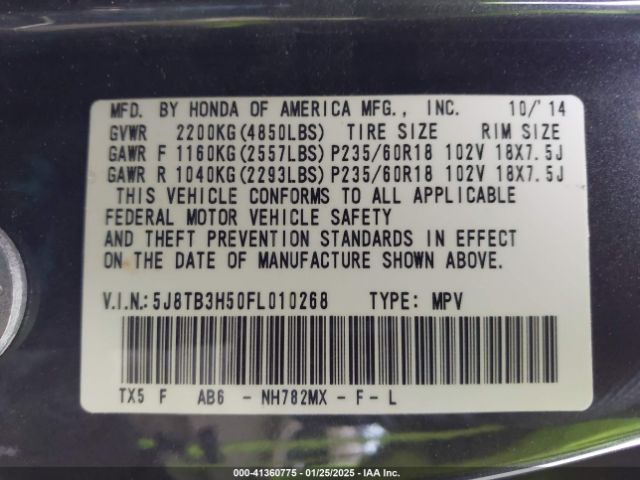 MFD. BY HONDA OF AMERICA MFG., INC. 10/'14
GVWR 2200KG(4850LBS) TIRE SIZE RIM SIZE
GAWR F 1160KG(2557LBS) P235/60R18 102V 18X7.5J
GAWR R 1040KG(2293LBS) P235/60R18 102V 18X7.5J
THIS VEHICLE CONFORMS TO ALL APPLICABLE
FEDERAL MOTOR VEHICLE SAFETY
AND THEFT PREVENTION STANDARDS IN EFFECT
ON THE DATE OF MANUFACTURE SHOWN ABOVE.
V.I.N.:5J8TB3H50FL010268 TYPE: MPV
TX5 F AB6 - NH782MX - F - L
000-41360775 - 01/25/2025 - IAA Inc.